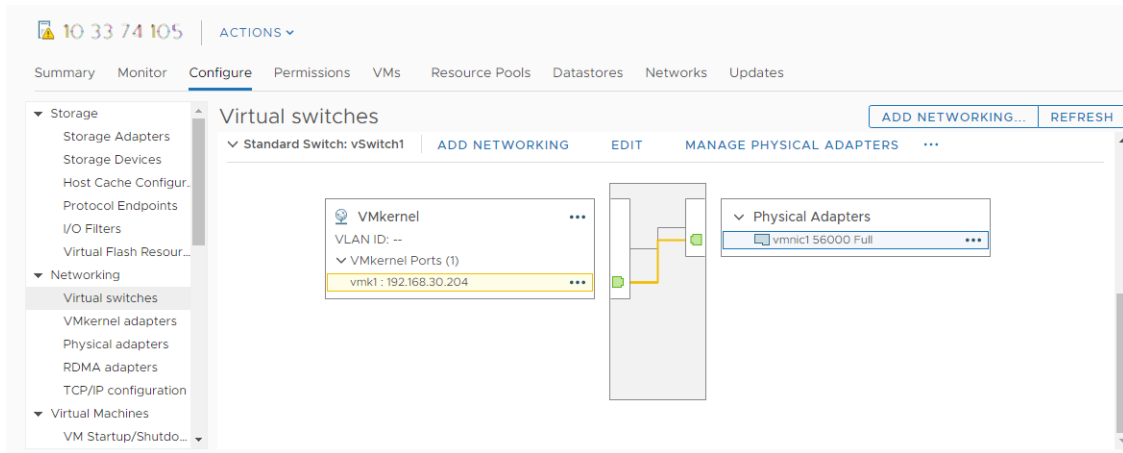 10 33 74 105 ACTIONS
Summary Monitor Configure Permissions VMs Resource Pools Datastores Networks Updates
Storage
Storage Adapters
Storage Devices
Host Cache Configur..
Protocol Endpoints
I/O Filters
Virtual Flash Resour...
Networking
Virtual switches
VMkernel adapters
Physical adapters
RDMA adapters
TCP/IP configuration
Virtual Machines
VM Startup/Shutdo...
Virtual switches
ADD NETWORKING... REFRESH
Standard Switch: vSwitch1 ADD NETWORKING EDIT MANAGE PHYSICAL ADAPTERS ...
VMkernel ...
VLAN ID: --
VMkernel Ports (1)
vmk1 : 192.168.30.204 ...
Physical Adapters
vmnic1 56000 Full ...